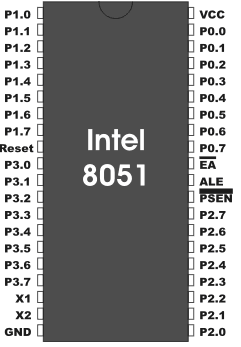 P1.0 VCC
P1.1 P0.0
P1.2 P0.1
P1.3 P0.2
P1.4 P0.3
P1.5 P0.4
P1.6 P0.5
P1.7 P0.6
Reset P0.7
P3.0 EA
P3.1 ALE
P3.2 PSEN
P3.3 P2.7
P3.4 P2.6
P3.5 P2.5
P3.6 P2.4
P3.7 P2.3
X1 P2.2
X2 P2.1
GND P2.0
Intel
8051